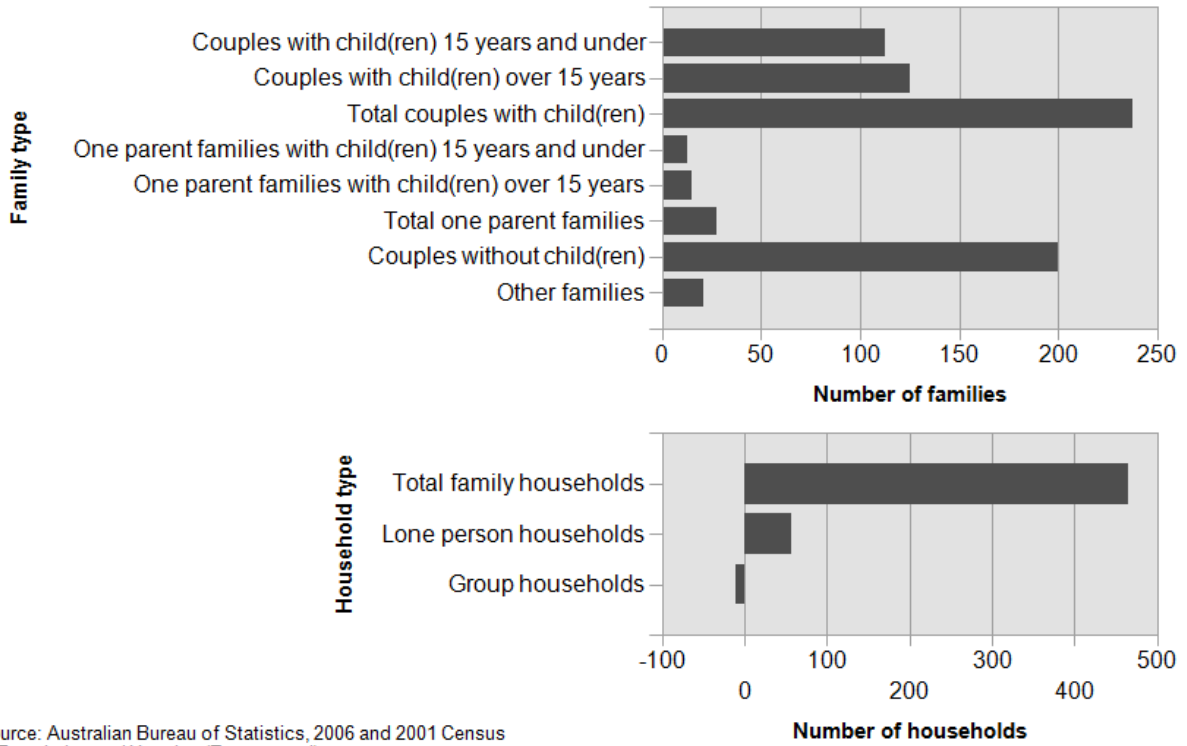 Family type
Couples with child(ren) 15 years and under
Couples with child(ren) over 15 years
Total couples with child(ren)
One parent families with child(ren) 15 years and under
One parent families with child(ren) over 15 years
Total one parent families
Couples without child(ren)
Other families
0 50 100 150 200 250
Number of families
Household type
Total family households
Lone person households
Group households
-100 100 300 500
0 200 400
Number of households
urce: Australian Bureau of Statistics, 2006 and 2001 Census